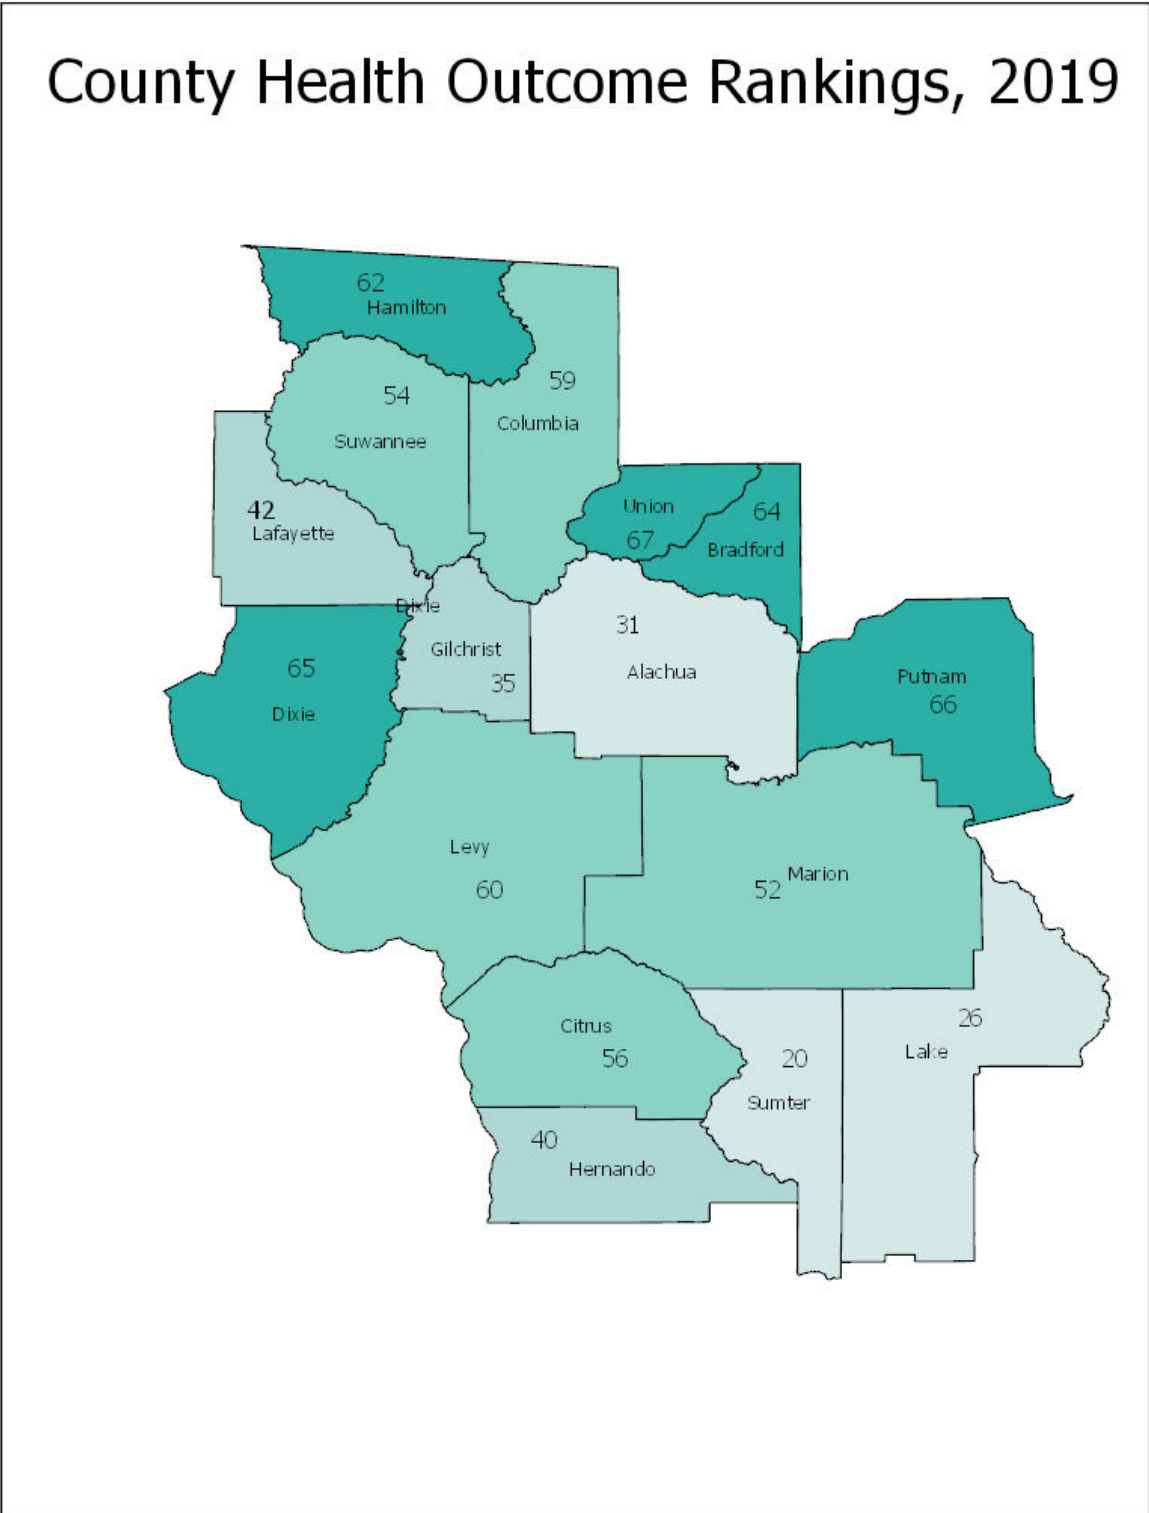 County Health Outcome Rankings, 2019
62
Hamilton
59
Columbia
54
Suwannee
42
Lafayette
Union
67
64
Bradford
Dixie
Gilchrist
35
31
Alachua
65
Dixie
Putnam
66
Levy
60
Marion
52
Citrus
56
20
Sumter
26
Lake
40
Hernando